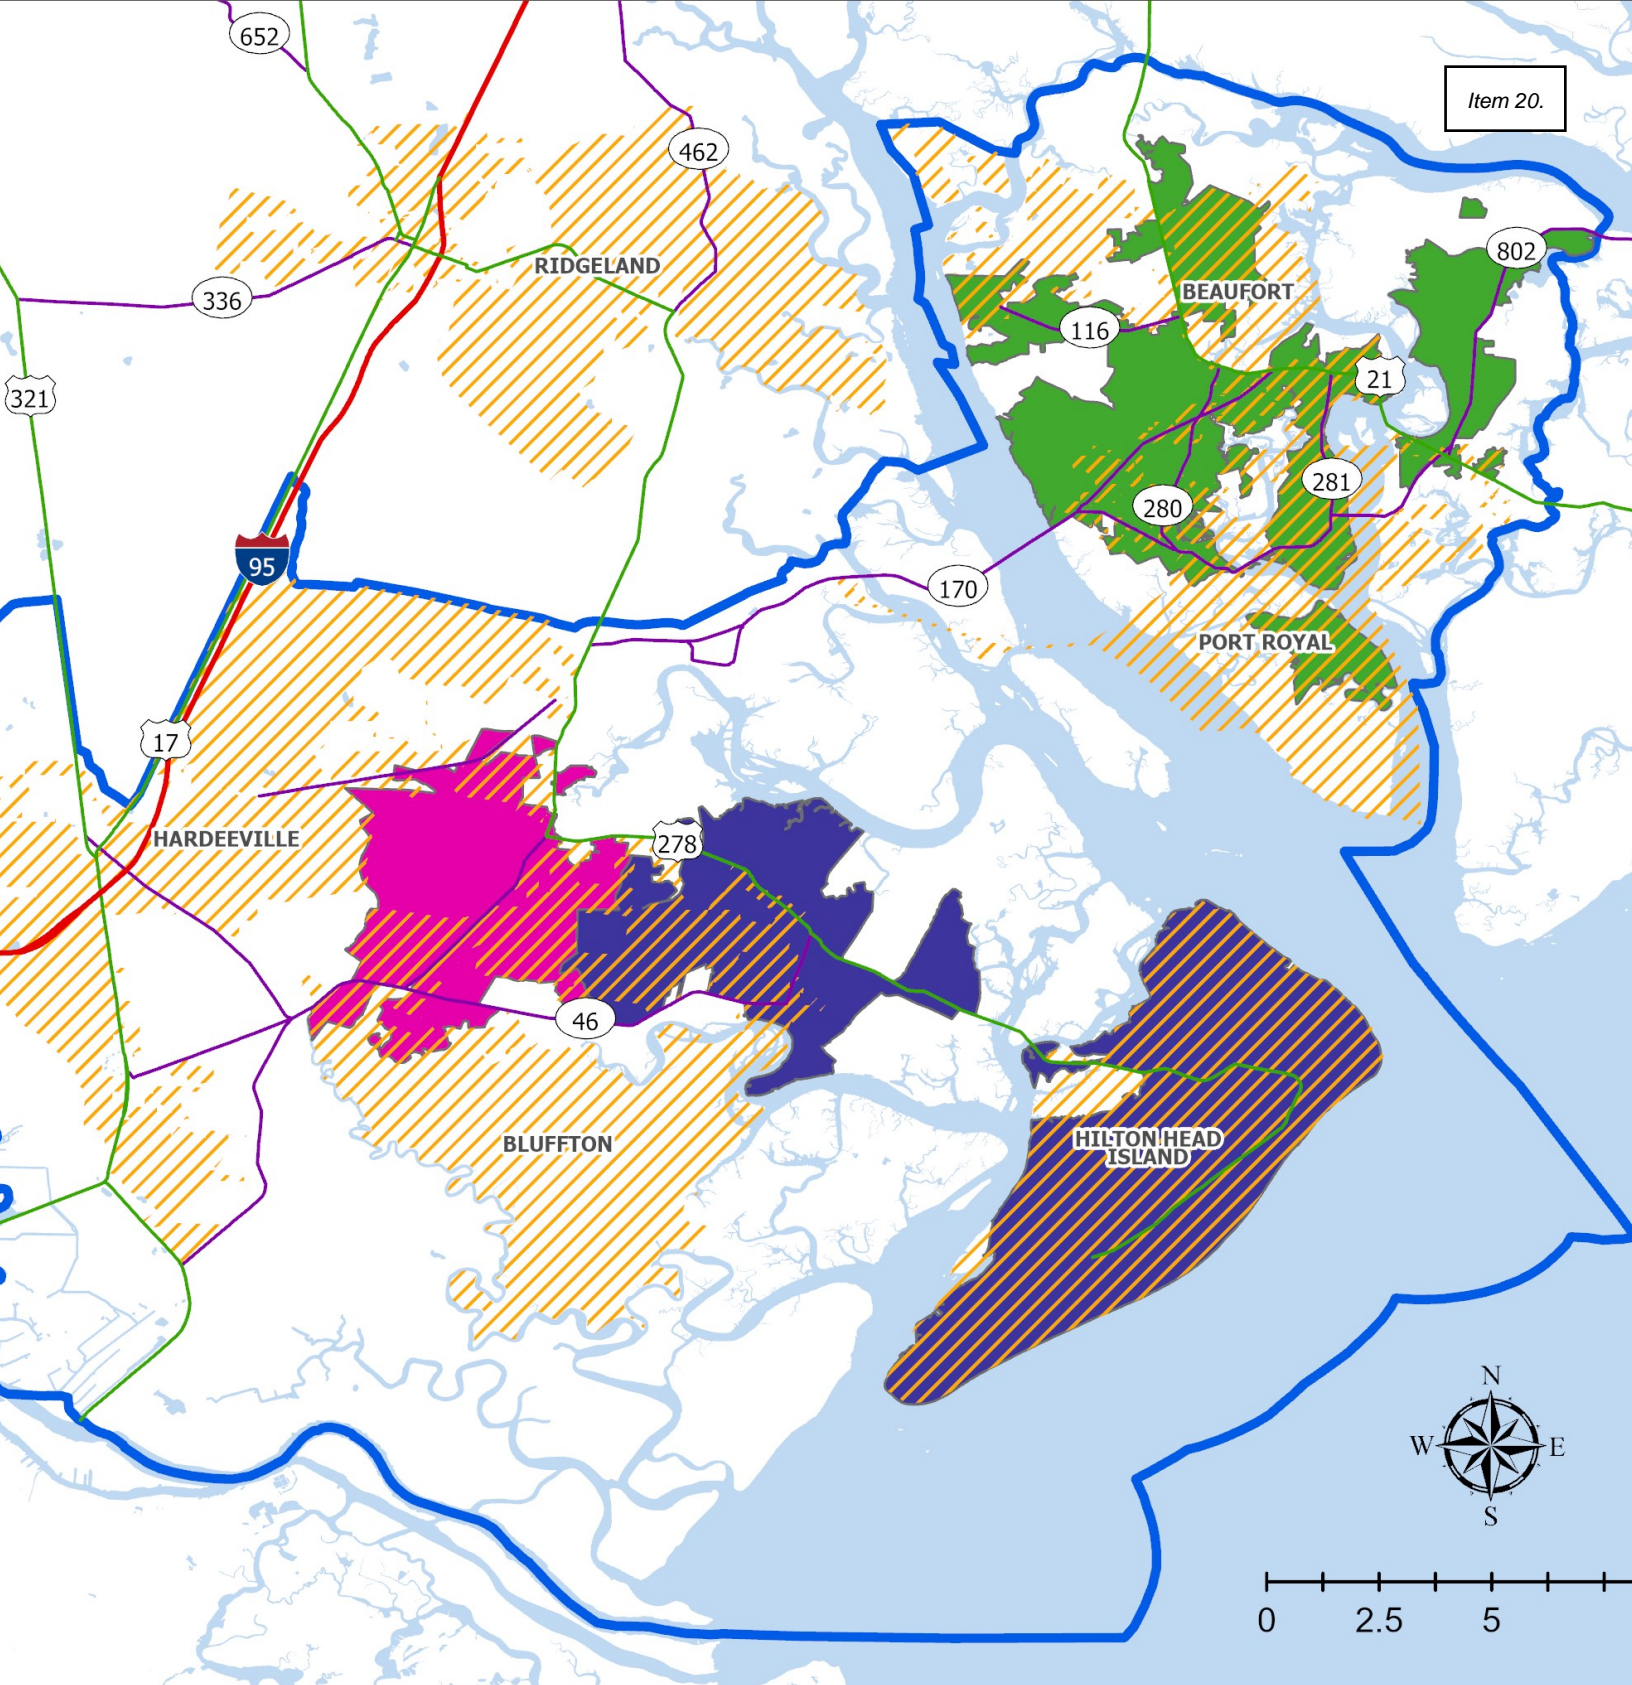 652
Item 20.
462
802
RIDGELAND
BEAUFORT
336
116
321
21
281
280
95
170
PORT ROYAL
17
HARDEEVILLE
278
46
BLUFFTON
HILTON HEAD
ISLAND
N
W
E
S
0
2.5
5